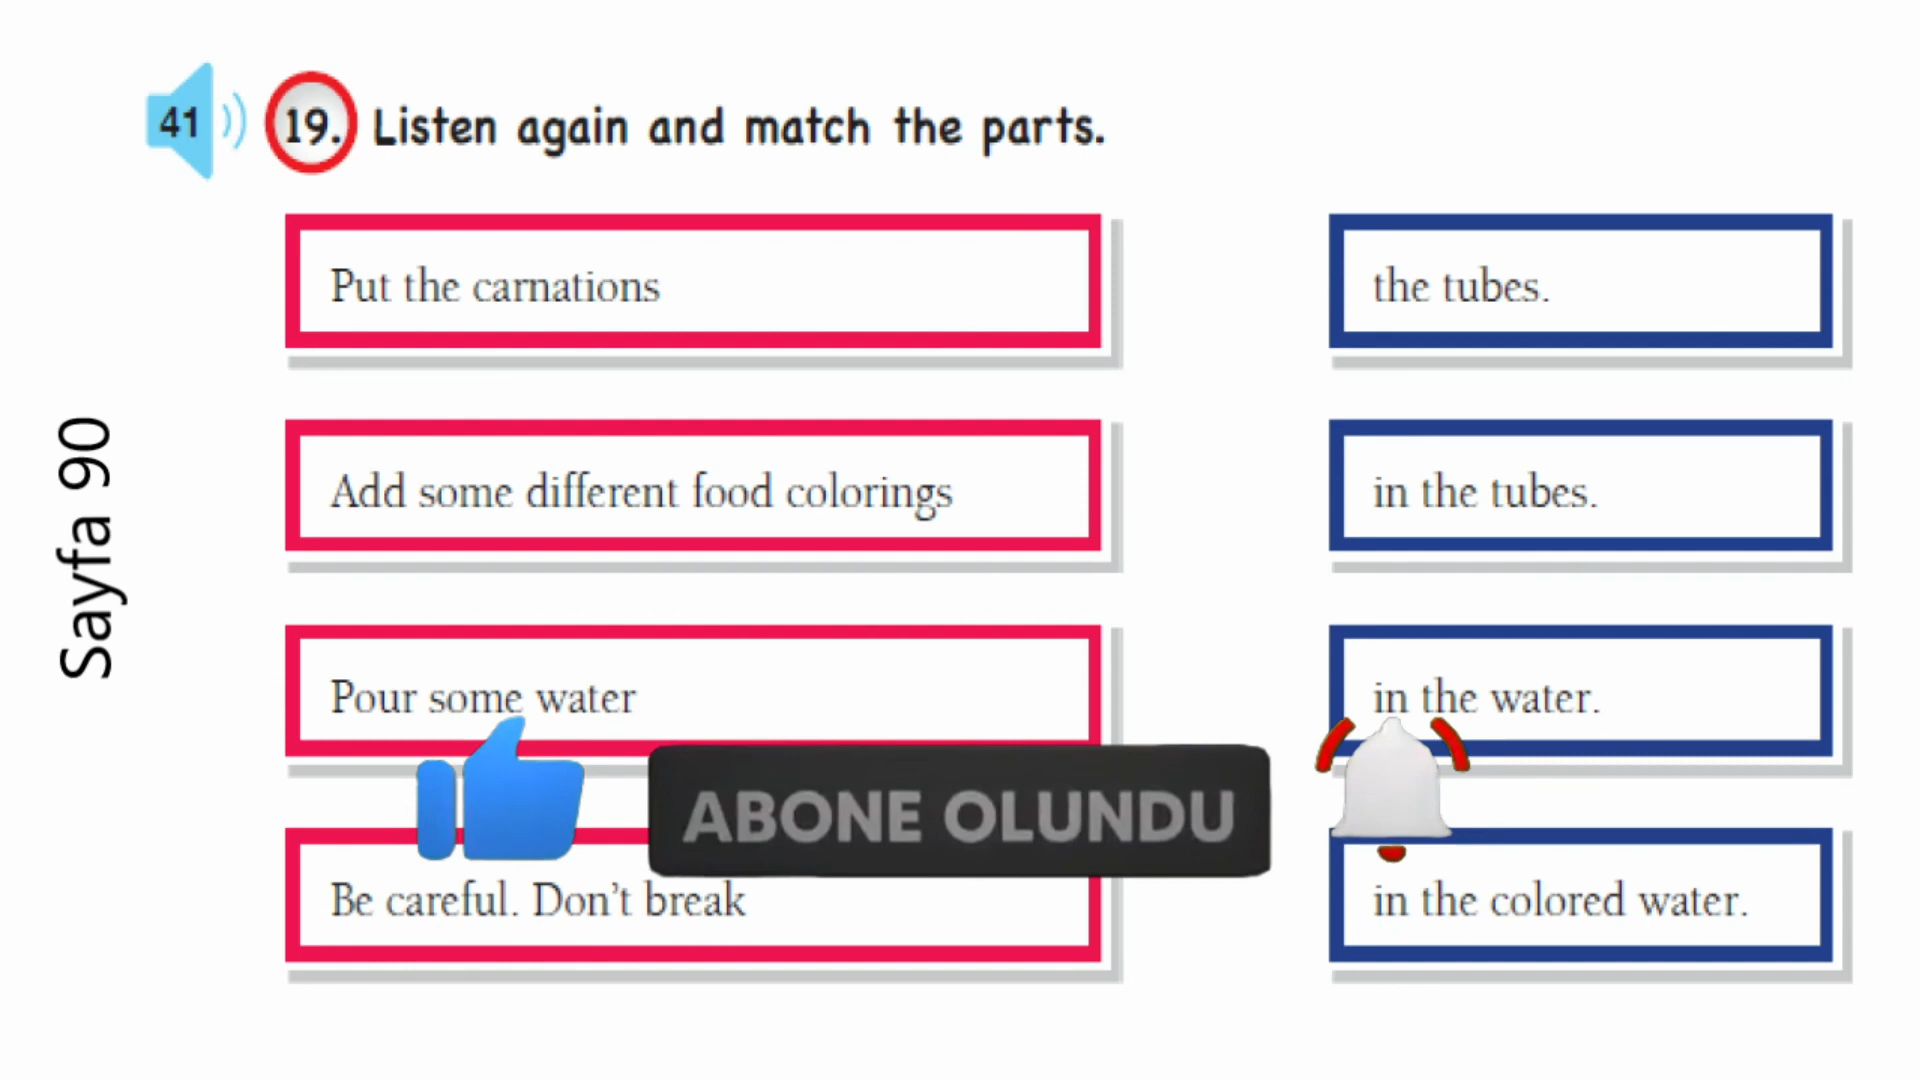 41 19. Listen again and match the parts.
Put the carnations
the tubes.
Add some different food colorings
in the tubes.
Pour some water
in the water.
ABONE OLUNDU
Be careful. Don't break
in the colored water.
Sayfa 90